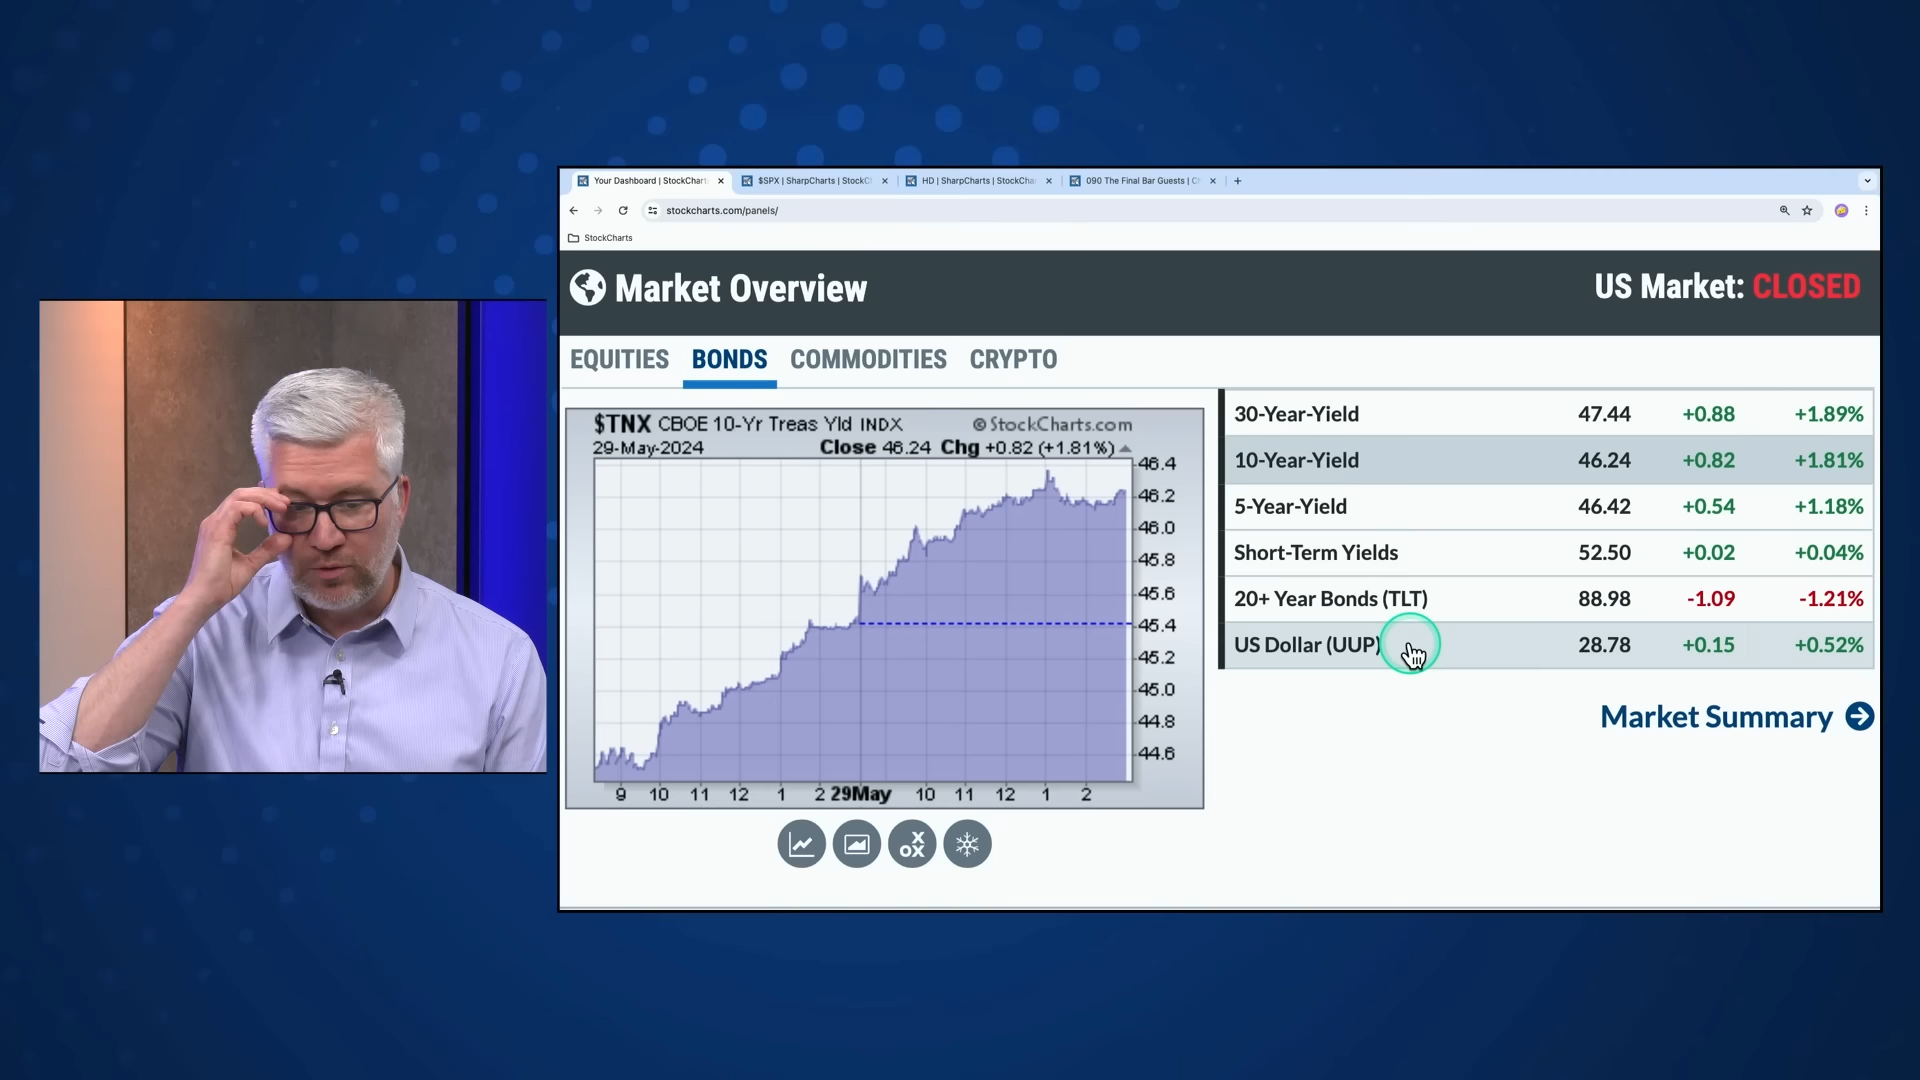 Your Dashboard | StockChart
$SPX | SharpCharts | StockC
HD | SharpCharts | StockCha
090 The Final Bar Guests | C
stockcharts.com/panels/
StockCharts
Market Overview
US Market: CLOSED
EQUITIES BONDS COMMODITIES CRYPTO
$TNX CBOE 10-Yr Treas Yld INDX © StockCharts.com
29-May-2024 Close 46.24 Chg +0.82 (+1.81%)
46.4
46.2
46.0
45.8
45.6
45.4
45.2
45.0
44.8
44.6
9 10 11 12 1 2 29May 10 11 12 1 2
30-Year-Yield 47.44 +0.88 +1.89%
10-Year-Yield 46.24 +0.82 +1.81%
5-Year-Yield 46.42 +0.54 +1.18%
Short-Term Yields 52.50 +0.02 +0.04%
20+ Year Bonds (TLT) 88.98 -1.09 -1.21%
US Dollar (UUP) 28.78 +0.15 +0.52%
Market Summary